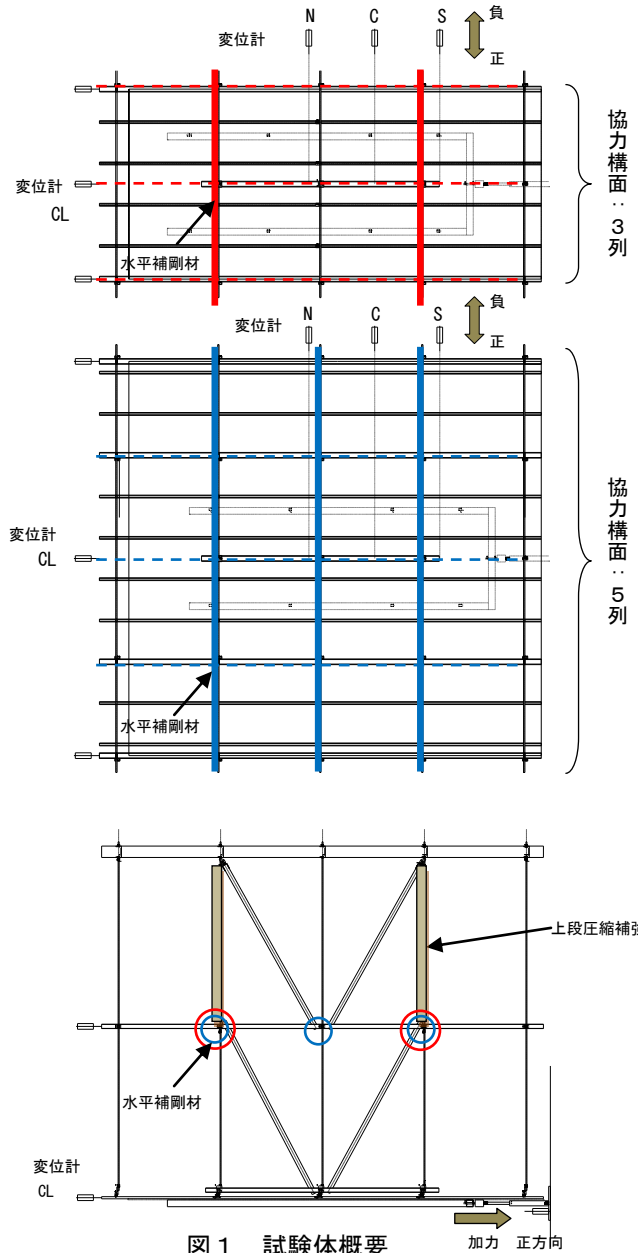 N C S
変位計
負
正
変位計
CL
水平補剛材
協力構面：３列
N C S
変位計
負
正
変位計
CL
水平補剛材
協力構面：５列
上段圧縮補強
水平補剛材
変位計
CL
加力 正方向
図１ 試験体概要